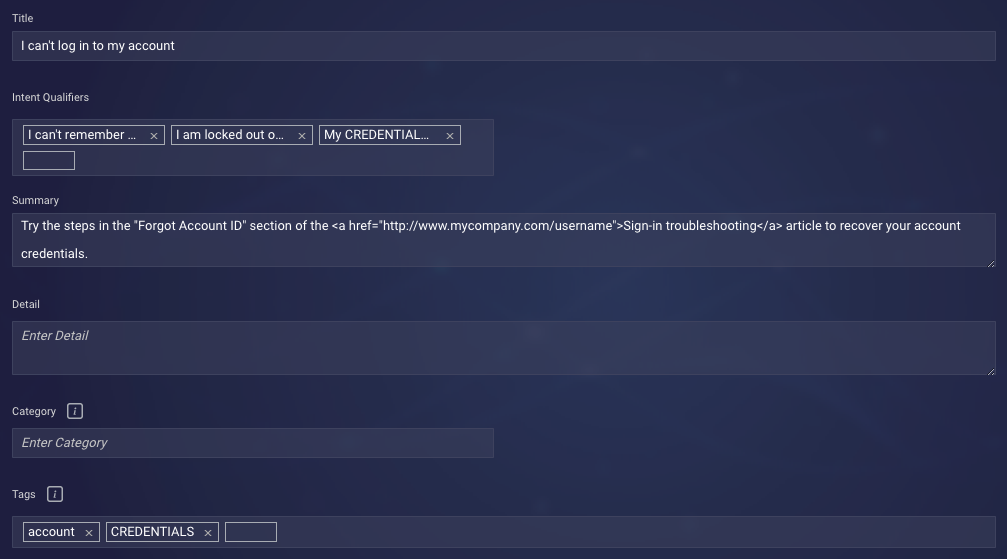 Title
I can't log in to my account
Intent Qualifiers
I can't remember ... × I am locked out o... × My CREDENTIAL... ×
Summary
Try the steps in the "Forgot Account ID" section of the <a href="http://www.mycompany.com/username">Sign-in troubleshooting</a> article to recover your account
credentials.
Detail
Enter Detail
Category i
Enter Category
Tags i
account × CREDENTIALS ×